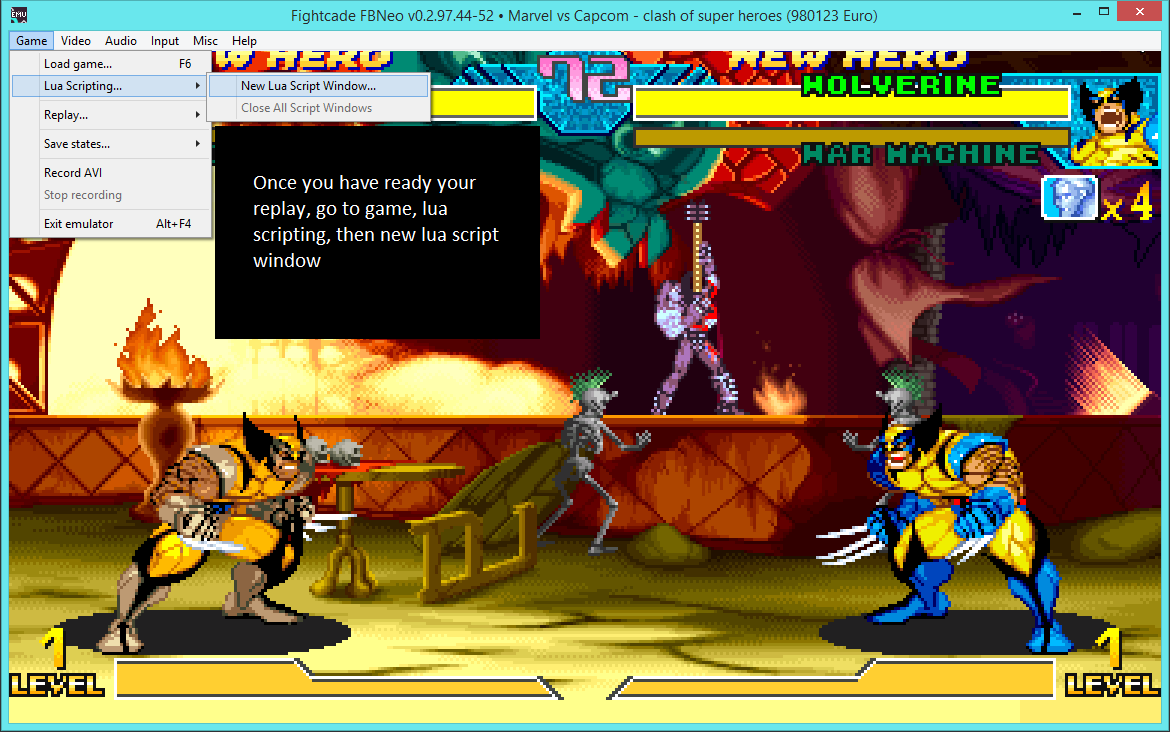 EMU
Fightcade FBNeo v0.2.97.44-52 • Marvel vs Capcom - clash of super heroes (980123 Euro)
Game Video Audio Input Misc Help
Load game... F6
Lua Scripting...
Replay...
Save states...
Record AVI
Stop recording
Exit emulator Alt+F4
New Lua Script Window...
Close All Script Windows
W HERO
72
NEW HERO
WOLVERINE
WAR MACHINE
x 4
Once you have ready your
replay, go to game, lua
scripting, then new lua script
window
1
LEVEL
1
LEVEL